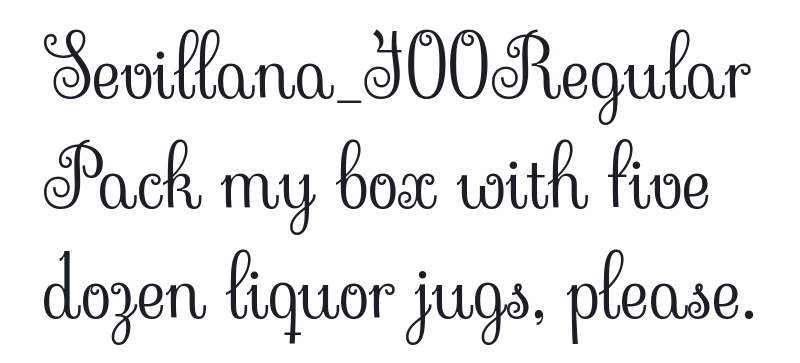 Sevillana_400Regular
Pack my box with five
dozen liquor jugs, please.